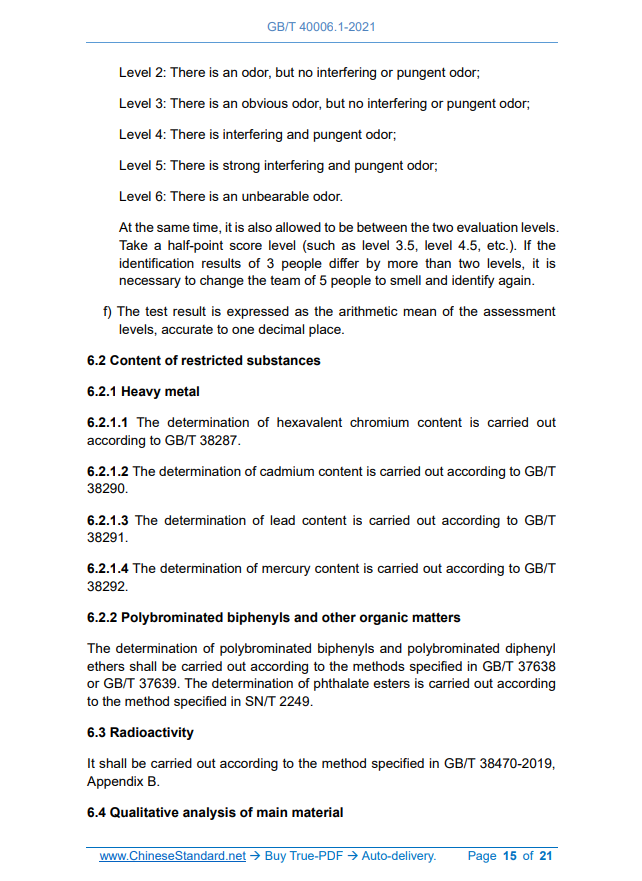 GB/T 40006.1-2021
Level 2: There is an odor, but no interfering or pungent odor;
Level 3: There is an obvious odor, but no interfering or pungent odor;
Level 4: There is interfering and pungent odor;
Level 5: There is strong interfering and pungent odor;
Level 6: There is an unbearable odor.
At the same time, it is also allowed to be between the two evaluation levels.
Take a half-point score level (such as level 3.5, level 4.5, etc.). If the
identification results of 3 people differ by more than two levels, it is
necessary to change the team of 5 people to smell and identify again.
f) The test result is expressed as the arithmetic mean of the assessment
levels, accurate to one decimal place.
6.2 Content of restricted substances
6.2.1 Heavy metal
6.2.1.1 The determination of hexavalent chromium content is carried out
according to GB/T 38287.
6.2.1.2 The determination of cadmium content is carried out according to GB/T
38290.
6.2.1.3 The determination of lead content is carried out according to GB/T
38291.
6.2.1.4 The determination of mercury content is carried out according to GB/T
38292.
6.2.2 Polybrominated biphenyls and other organic matters
The determination of polybrominated biphenyls and polybrominated diphenyl
ethers shall be carried out according to the methods specified in GB/T 37638
or GB/T 37639. The determination of phthalate esters is carried out according
to the method specified in SN/T 2249.
6.3 Radioactivity
It shall be carried out according to the method specified in GB/T 38470-2019,
Appendix B.
6.4 Qualitative analysis of main material
www.ChineseStandard.net → Buy True-PDF → Auto-delivery. Page 15 of 21